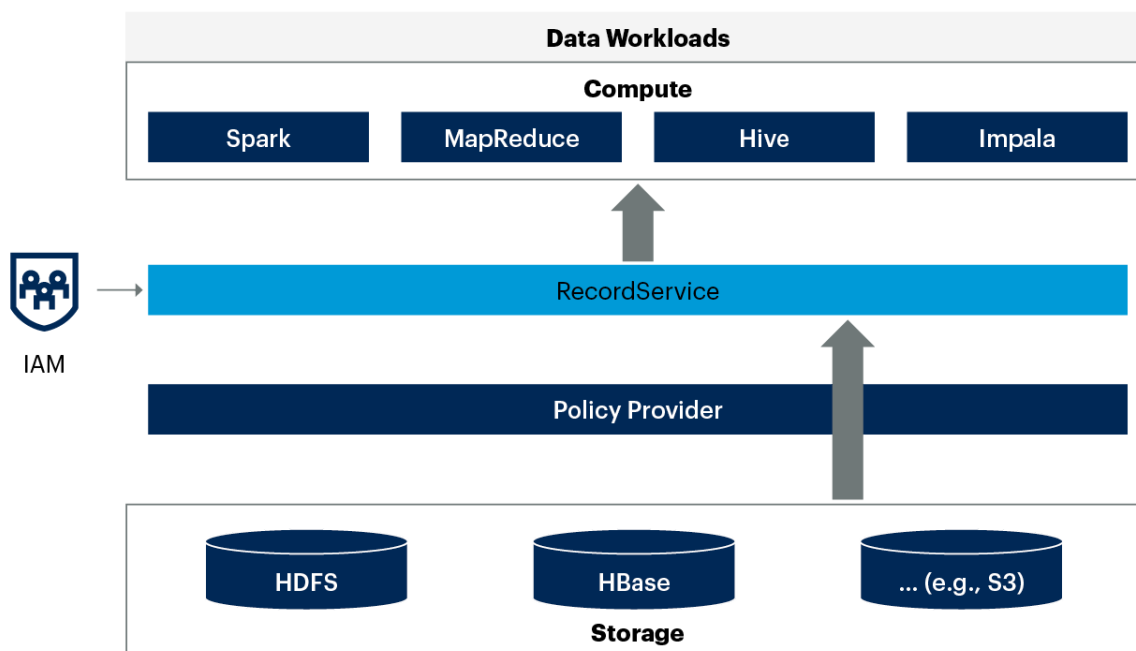 Data Workloads
Compute
Spark
MapReduce
Hive
Impala
RecordService
IAM
Policy Provider
HDFS
HBase
... (e.g., S3)
Storage